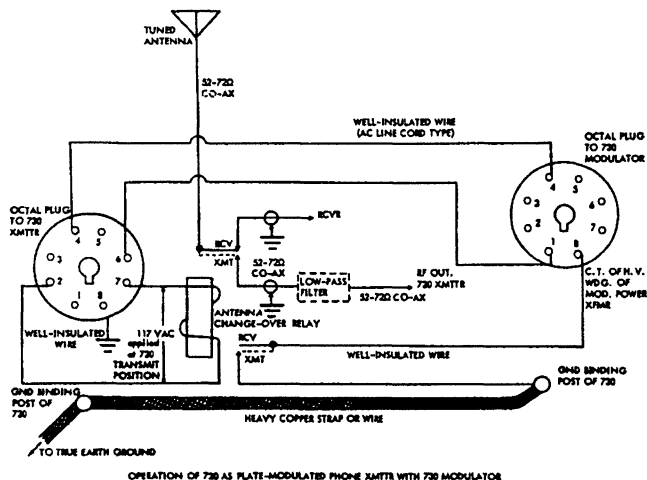 TUNED
ANTENNA
52-72Ω
CO-AX
WELL-INSULATED WIRE
(AC LINE CORD TYPE)
OCTAL PLUG
TO 730
MODULATOR
4
5
3
6
2
7
1
8
OCTAL PLUG
TO 720
XMTTR
4
5
3
6
2
7
1
8
RCV
XMT
RCVR
52-72Ω
CO-AX
LOW-PASS
FILTER
RF OUT.
720 XMTTR
52-72Ω CO-AX
C.T. OF H.V.
WDG. OF
MOD. POWER
XFMR
ANTENNA
CHANGE-OVER RELAY
WELL-INSULATED
WIRE
117 VAC
applied
at 720
TRANSMIT
POSITION
RCV
XMT
WELL-INSULATED WIRE
GND BINDING
POST OF 720
GND BINDING
POST OF 730
HEAVY COPPER STRAP OR WIRE
TO TRUE EARTH GROUND
OPERATION OF 720 AS PLATE-MODULATED PHONE XMTTR WITH 730 MODULATOR